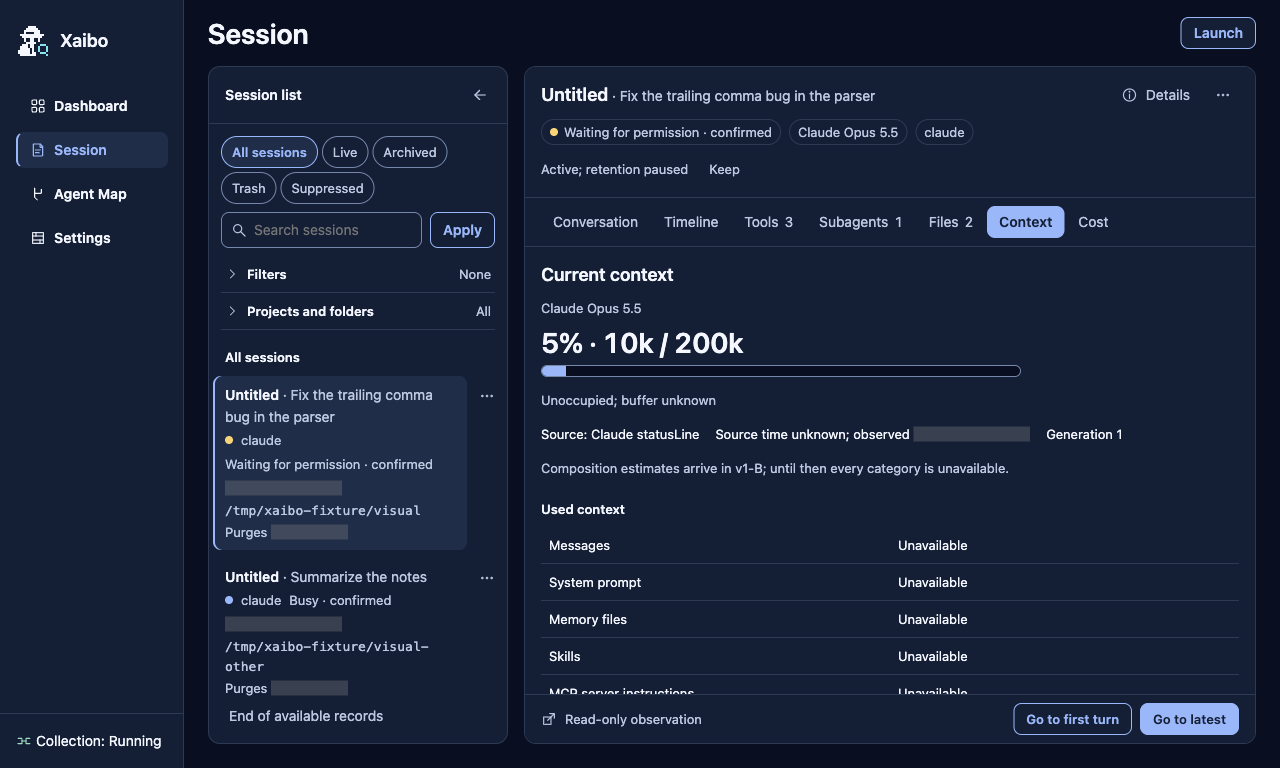 Xaibo
Dashboard
Session
Agent Map
Settings
Collection: Running
Session
Launch
Session list
All sessions
Live
Archived
Trash
Suppressed
Search sessions
Apply
Filters
None
Projects and folders
All
All sessions
Untitled · Fix the trailing comma
bug in the parser
claude
Waiting for permission · confirmed
/tmp/xaibo-fixture/visual
Purges
Untitled · Summarize the notes
claude Busy · confirmed
/tmp/xaibo-fixture/visual-
other
Purges
End of available records
Untitled · Fix the trailing comma bug in the parser
Details
Waiting for permission · confirmed
Claude Opus 5.5
claude
Active; retention paused
Keep
Conversation
Timeline
Tools 3
Subagents 1
Files 2
Context
Cost
Current context
Claude Opus 5.5
5% · 10k / 200k
Unoccupied; buffer unknown
Source: Claude statusLine
Source time unknown; observed
Generation 1
Composition estimates arrive in v1-B; until then every category is unavailable.
Used context
Messages Unavailable
System prompt Unavailable
Memory files Unavailable
Skills Unavailable
MCP server instructions Unavailable
Read-only observation
Go to first turn
Go to latest